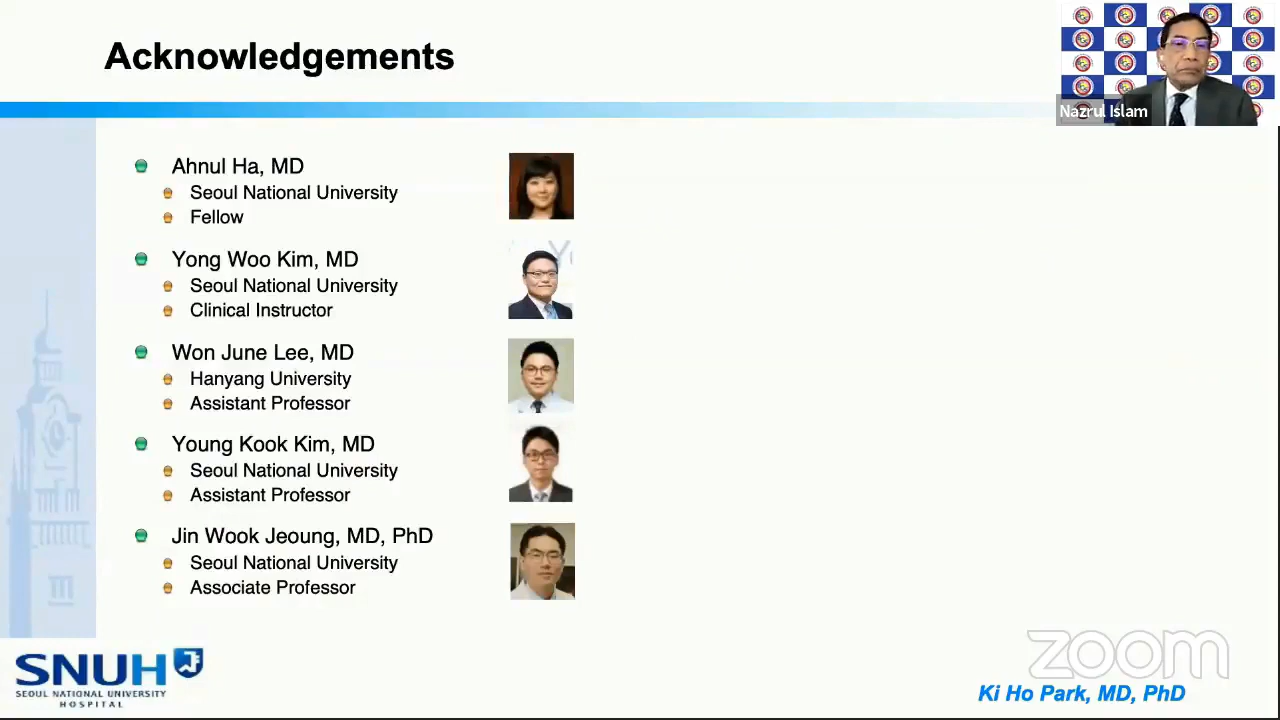 Acknowledgements
Nazrul Islam
Ahnul Ha, MD
Seoul National University
Fellow
Yong Woo Kim, MD
Seoul National University
Clinical Instructor
Won June Lee, MD
Hanyang University
Assistant Professor
Young Kook Kim, MD
Seoul National University
Assistant Professor
Jin Wook Jeoung, MD, PhD
Seoul National University
Associate Professor
SNUH
SEOUL NATIONAL UNIVERSITY
HOSPITAL
zoom
Ki Ho Park, MD, PhD